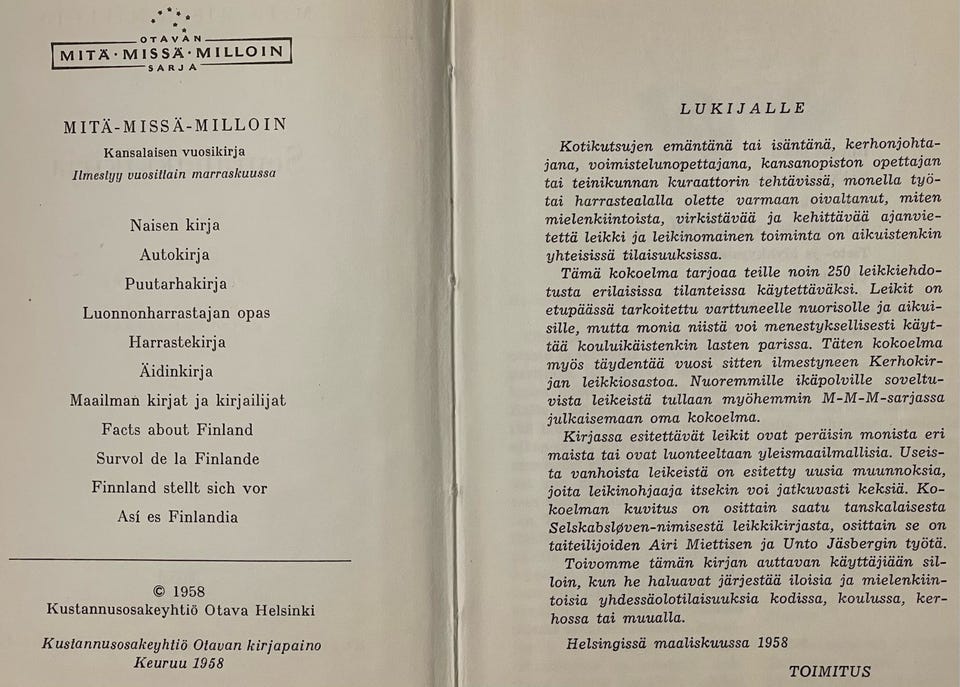 OTAVAN
MITÄ·MISSÄ·MILLOIN
SARJA
MITÄ-MISSÄ-MILLOIN
Kansalaisen vuosikirja
Ilmestyy vuosittain marraskuussa
Naisen kirja
Autokirja
Puutarhakirja
Luonnonharrastajan opas
Harrastekirja
Äidinkirja
Maailman kirjat ja kirjailijat
Facts about Finland
Survol de la Finlande
Finnland stellt sich vor
Así es Finlandia
© 1958
Kustannusosakeyhtiö Otava Helsinki
Kustannusosakeyhtiö Otavan kirjapaino
Keuruu 1958
LUKIJALLE
Kotikutsujen emäntänä tai isäntänä, kerhonjohta-
jana, voimistelunopettajana, kansanopiston opettajan
tai teinikunnan kuraattorin tehtävissä, monella työ-
tai harrastealalla olette varmaan oivaltanut, miten
mielenkiintoista, virkistävää ja kehittävää ajanvie-
tettä leikki ja leikinomainen toiminta on aikuistenkin
yhteisissä tilaisuuksissa.
Tämä kokoelma tarjoaa teille noin 250 leikkiehdo-
tusta erilaisissa tilanteissa käytettäväksi. Leikit on
etupäässä tarkoitettu varttuneelle nuorisolle ja aikui-
sille, mutta monia niistä voi menestyksellisesti käyt-
tää kouluikäistenkin lasten parissa. Täten kokoelma
myös täydentää vuosi sitten ilmestyneen Kerhokir-
jan leikkiosastoa. Nuoremmille ikäpolville soveltu-
vista leikeistä tullaan myöhemmin M-M-M-sarjassa
julkaisemaan oma kokoelma.
Kirjassa esitettävät leikit ovat peräisin monista eri
maista tai ovat luonteeltaan yleismaailmallisia. Useis-
ta vanhoista leikeistä on esitetty uusia muunnoksia,
joita leikinohjaaja itsekin voi jatkuvasti keksiä. Ko-
koelman kuvitus on osittain saatu tanskalaisesta
Selskabsløven-nimisestä leikkikirjasta, osittain se on
taiteilijoiden Airi Miettisen ja Unto Jäsbergin työtä.
Toivomme tämän kirjan auttavan käyttäjiään sil-
loin, kun he haluavat järjestää iloisia ja mielenkiin-
toisia yhdessäolotilaisuuksia kodissa, koulussa, ker-
hossa tai muualla.
Helsingissä maaliskuussa 1958
TOIMITUS